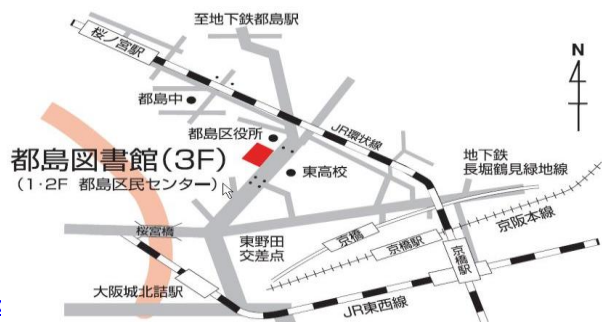 至地下鉄都島駅
桜ノ宮駅
N
都島中
JR環状線
都島区役所
都島図書館(3F)
(1・2F 都島区民センター)
東高校
地下鉄
長堀鶴見緑地線
桜宮橋
東野田
交差点
京橋
京橋駅
京阪本線
京橋駅
大阪城北詰駅
JR東西線